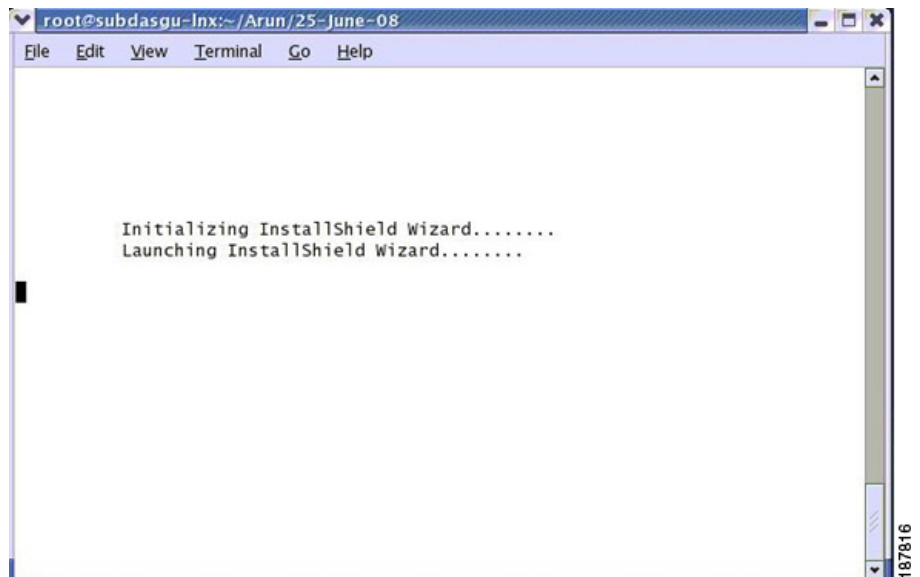 root@subdasgu-lnx:~/Arun/25-June-08
File Edit View Terminal Go Help
Initializing InstallShield Wizard........
Launching InstallShield Wizard........
187816